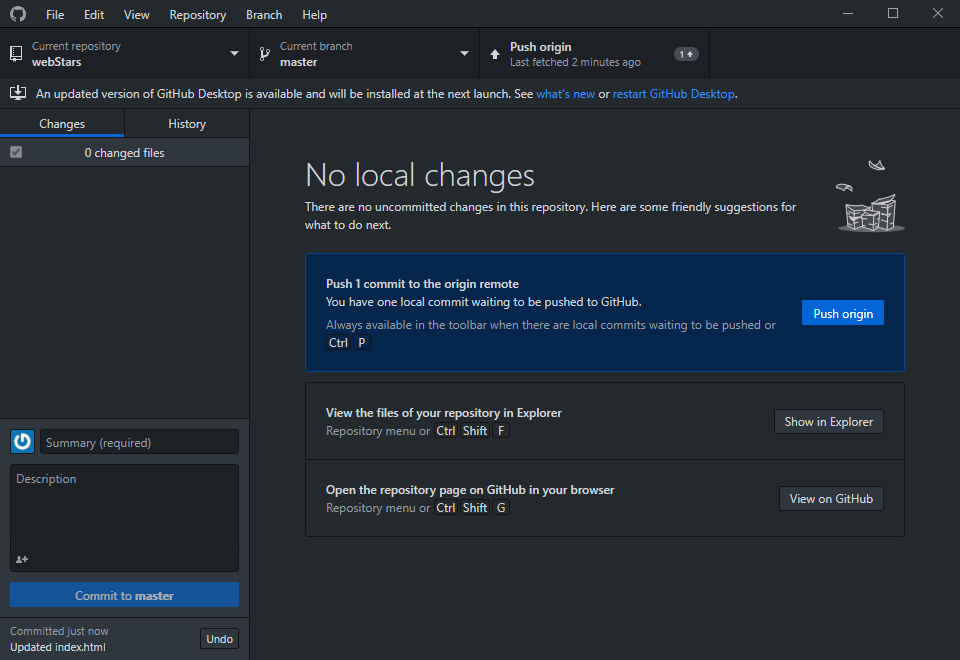 File Edit View Repository Branch Help
Current repository
webStars
Current branch
master
Push origin
Last fetched 2 minutes ago
1
An updated version of GitHub Desktop is available and will be installed at the next launch. See what's new or restart GitHub Desktop.
Changes History
0 changed files
No local changes
There are no uncommitted changes in this repository. Here are some friendly suggestions for
what to do next.
Push 1 commit to the origin remote
You have one local commit waiting to be pushed to GitHub.
Always available in the toolbar when there are local commits waiting to be pushed or
Ctrl P
Push origin
View the files of your repository in Explorer
Repository menu or Ctrl Shift F
Show in Explorer
Open the repository page on GitHub in your browser
Repository menu or Ctrl Shift G
View on GitHub
Summary (required)
Description
Commit to master
Committed just now
Updated index.html
Undo